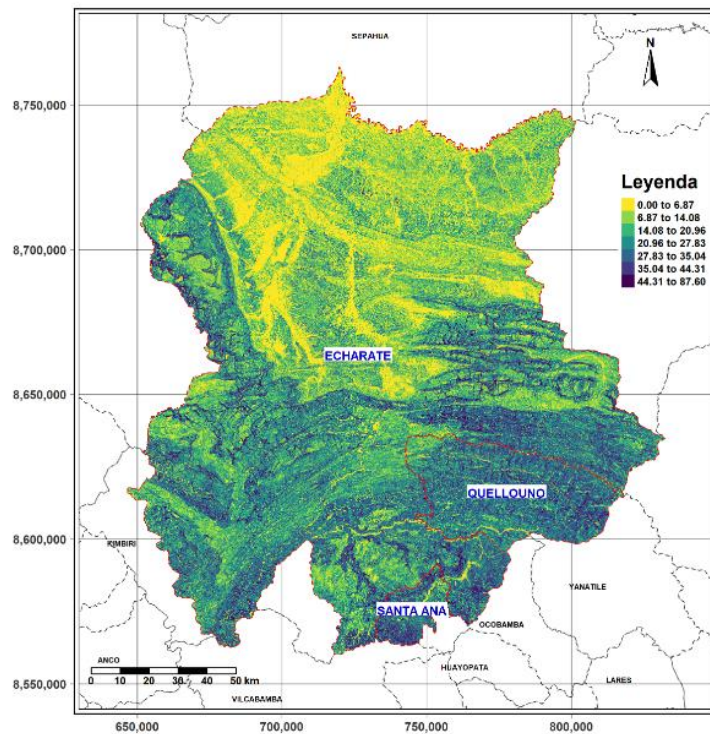 SEPAHUA
N
8,750,000
Leyenda
0.00 to 6.87
6.87 to 14.08
14.08 to 20.96
20.96 to 27.83
27.83 to 35.04
35.04 to 44.31
44.31 to 87.60
8,700,000
ECHARATE
8,650,000
QUELLOUNO
8,600,000
KIMBIRI
YANATILE
SANTA ANA
OCOBAMBA
ANCO
HUAYOPATA
LARES
0 10 20 30 40 50 km
8,550,000
VILCABAMBA
650,000 700,000 750,000 800,000